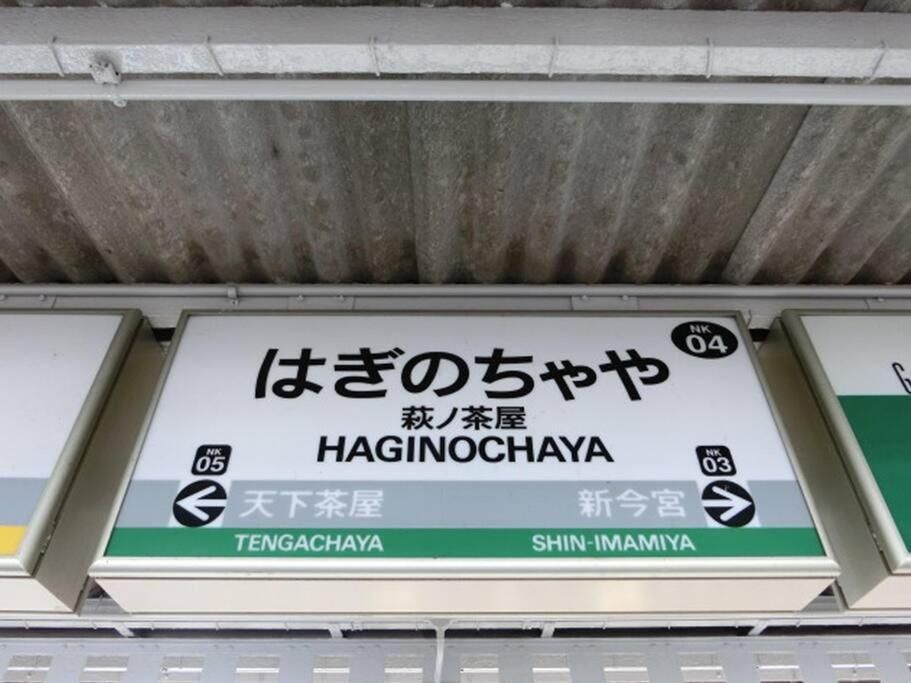 NK
04
はぎのちゃや
萩ノ茶屋
HAGINOCHAYA
NK
05
NK
03
天下茶屋
新今宮
TENGACHAYA
SHIN-IMAMIYA